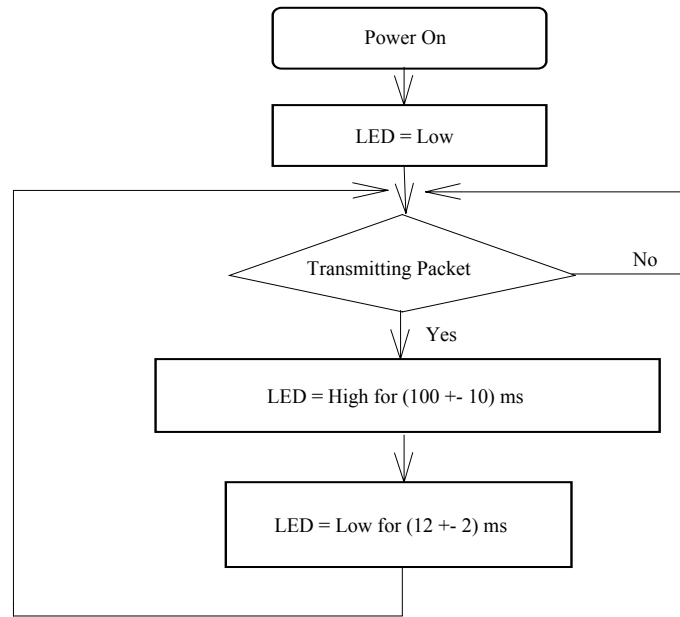 Power On
LED = Low
Transmitting Packet
No
Yes
LED = High for (100 +- 10) ms
LED = Low for (12 +- 2) ms